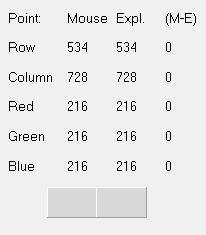 Point: Mouse Expl. (M-E)
Row 534 534 0
Column 728 728 0
Red 216 216 0
Green 216 216 0
Blue 216 216 0